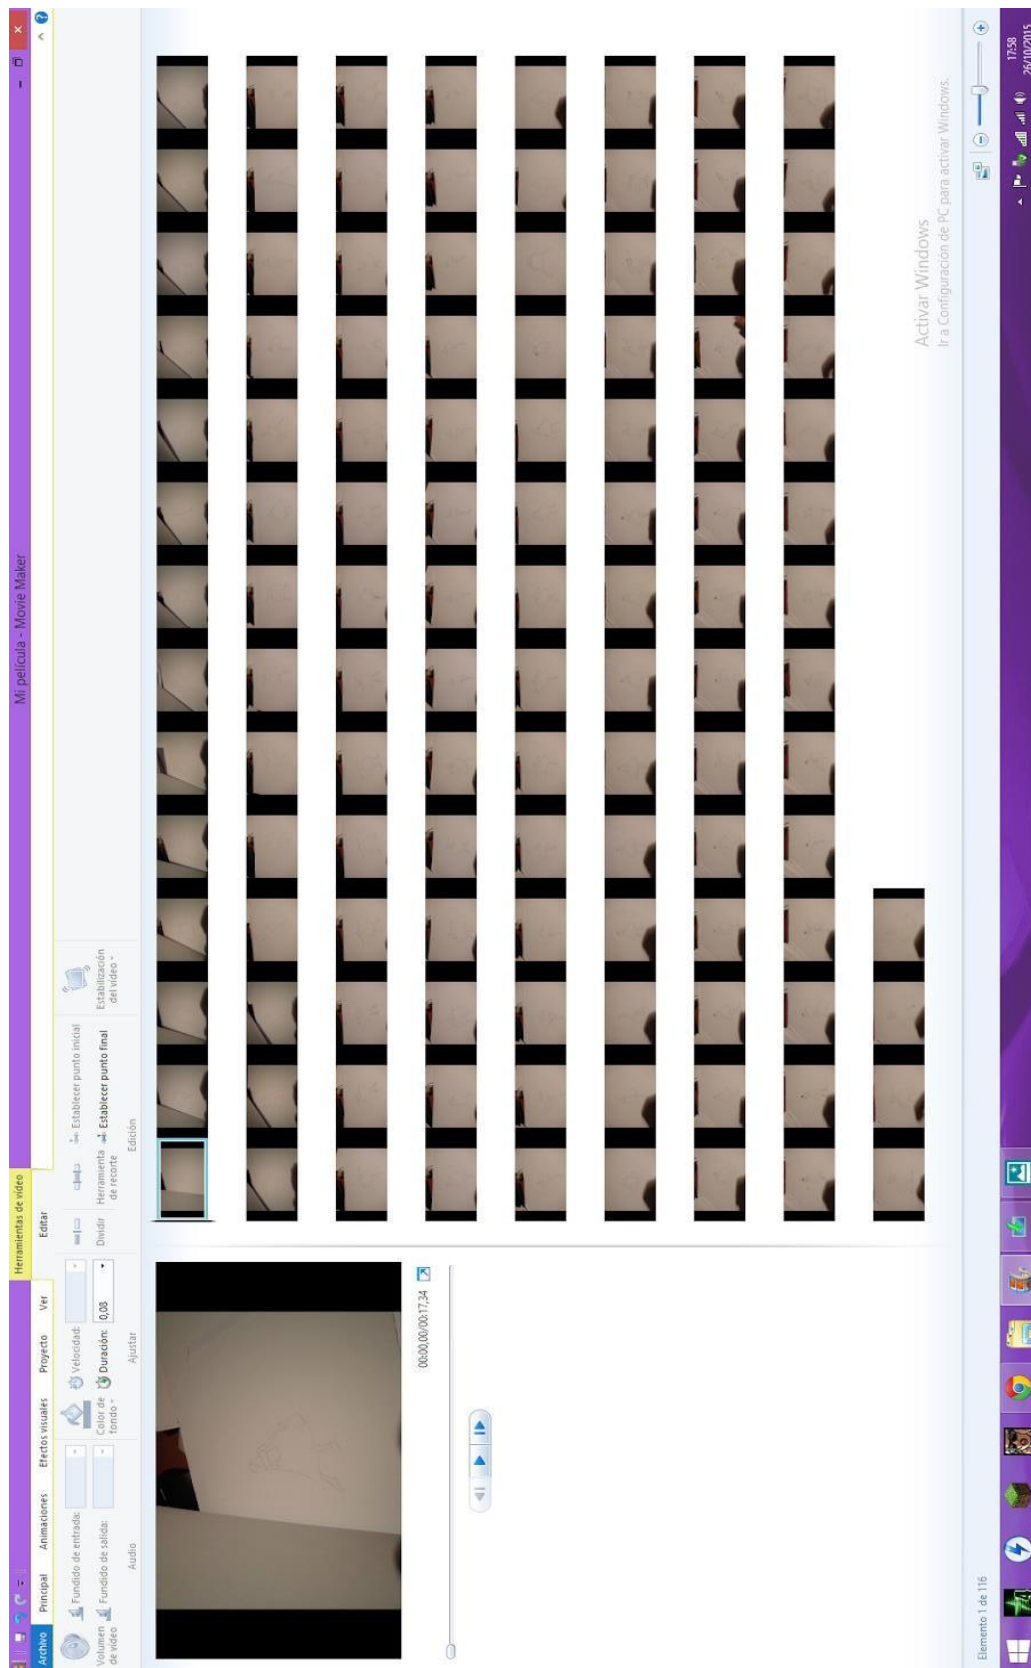 Mi película - Movie Maker
Herramientas de vídeo
Archivo Principal Animaciones Efectos visuales Proyecto Ver Editar
Volumen de vídeo
Fundido de entrada:
Fundido de salida:
Audio
Color de fondo
Velocidad:
Duración: 0,08
Ajustar
Dividir
Herramienta de recorte
Establecer punto inicial
Establecer punto final
Edición
Estabilización del vídeo
00:00,00/00:17,34
Activar Windows
Ir a Configuración de PC para activar Windows.
Elemento 1 de 116
17:58
26/10/2015